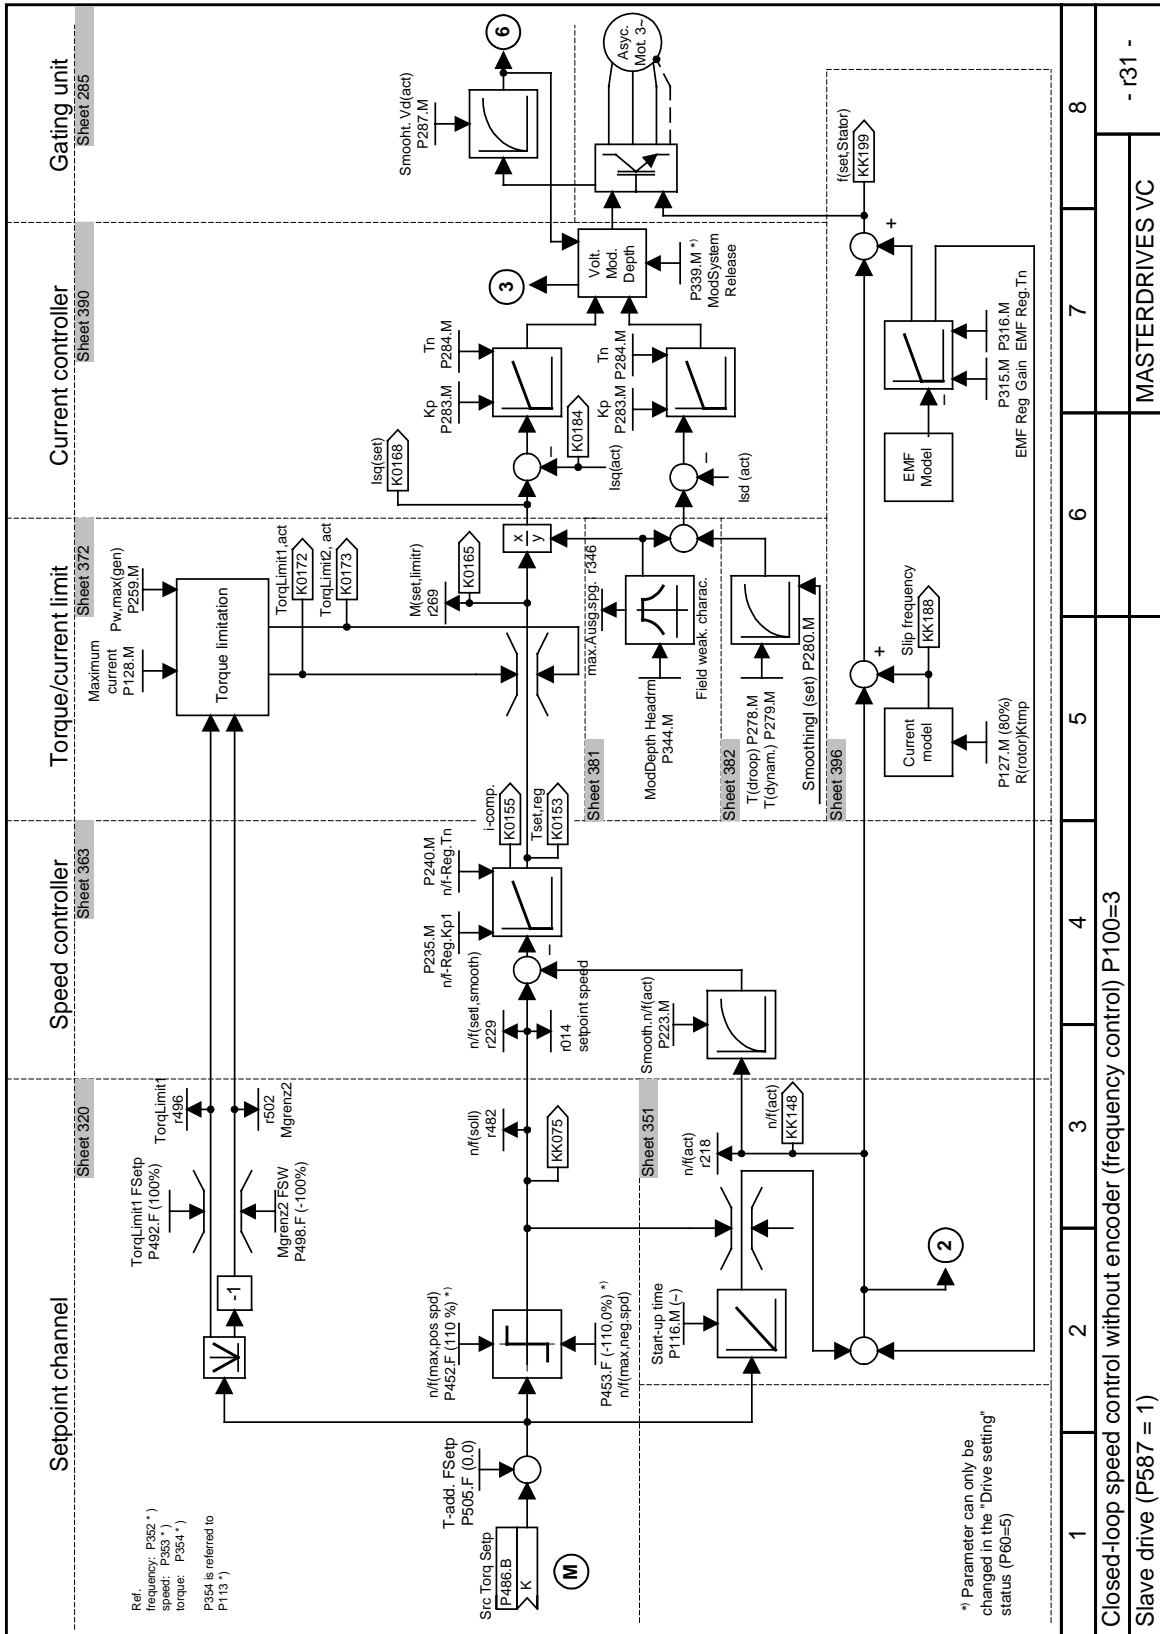 Setpoint channel
Speed controller
Torque/current limit
Current controller
Gating unit
Sheet 320
Sheet 363
Sheet 372
Sheet 390
Sheet 285
Ref.
frequency: P352 *)
speed: P353 *)
torque: P354 *)
P354 is referred to
P113 *)
TorqLimit1 FSetp
P492.F (100%)
TorqLimit1
r496
-1
Mgrenz2 FSW
P498.F (-100%)
r502
Mgrenz2
Maximum
current
P128.M
Pw,max(gen)
P259.M
Torque limitation
TorqLimit1,act
K0172
TorqLimit2, act
K0173
Smooht. Vd(act)
P287.M
6
Asyc.
Mot. 3~
Src Torq Setp
P486.B
K
M
T-add. FSetp
P505.F (0.0)
n/f(max,pos spd)
P452.F (110 %) *)
P453.F (-110,0%) *)
n/f(max,neg.spd)
n/f(soll)
r482
KK075
n/f(setl,smooth)
r229
r014
setpoint speed
P235.M
n/f-Reg.Kp1
P240.M
n/f-Reg.Tn
i-comp.
K0155
Tset,reg
K0153
M(set,limitr)
r269
K0165
x
y
Isq(set)
K0168
Kp
P283.M
Tn
P284.M
K0184
Isq(act)
3
Volt.
Mod.
Depth
P339.M *)
ModSystem
Release
Kp
P283.M
Tn
P284.M
Isd (act)
Sheet 381
max.Ausg.spg. r346
ModDepth Headrm
P344.M
Field weak. charac.
Sheet 382
T(droop) P278.M
T(dynam.) P279.M
SmoothingI (set) P280.M
Sheet 351
Start-up time
P116.M (~)
n/f(act)
r218
n/f(act)
KK148
Smooth.n/f(act)
P223.M
2
Sheet 396
Current
model
P127.M (80%)
R(rotor)Ktmp
Slip frequency
KK188
+
EMF
Model
P315.M
EMF Reg Gain
P316.M
EMF Reg.Tn
+
f(set,Stator)
KK199
*) Parameter can only be
changed in the "Drive setting"
status (P60=5)
1 2 3 4 5 6 7 8
Closed-loop speed control without encoder (frequency control) P100=3
Slave drive (P587 = 1)
MASTERDRIVES VC
- r31 -